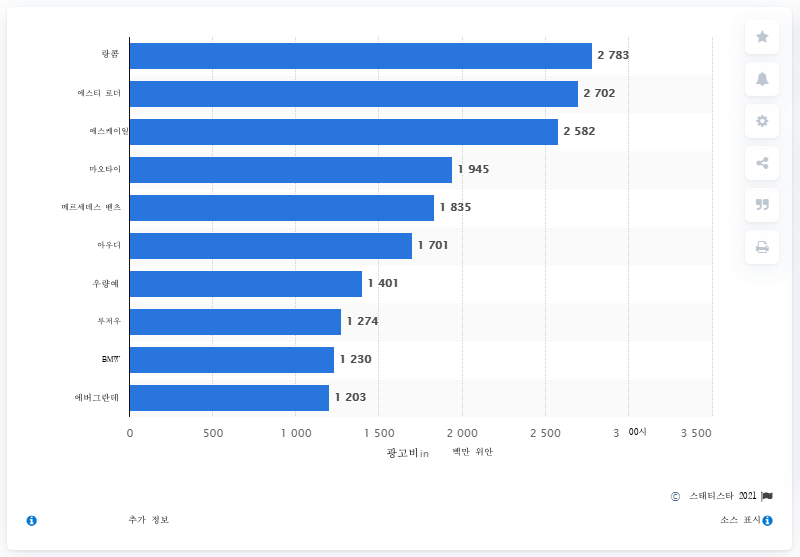 랑콤 2 783
에스티 로더 2 702
에스케이일 2 582
마오타이 1 945
메르세데스 벤츠 1 835
아우디 1 701
우량예 1 401
루저우 1 274
BMW 1 230
에버그란데 1 203
0 500 1 000 1 500 2 000 2 500 3 00시 3 500
광고비in 백만 위안
© 스태티스타 2021
추가 정보 소스 표시